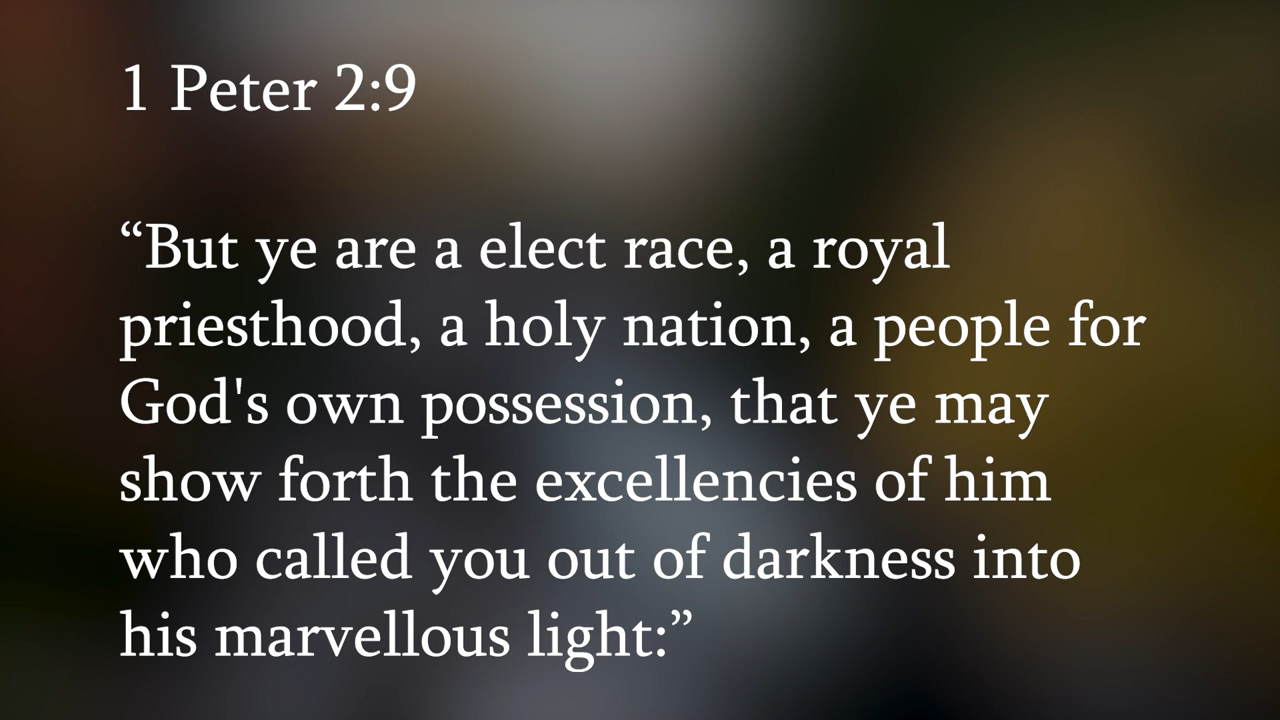 1 Peter 2:9
“But ye are a elect race, a royal
priesthood, a holy nation, a people for
God's own possession, that ye may
show forth the excellencies of him
who called you out of darkness into
his marvellous light:”